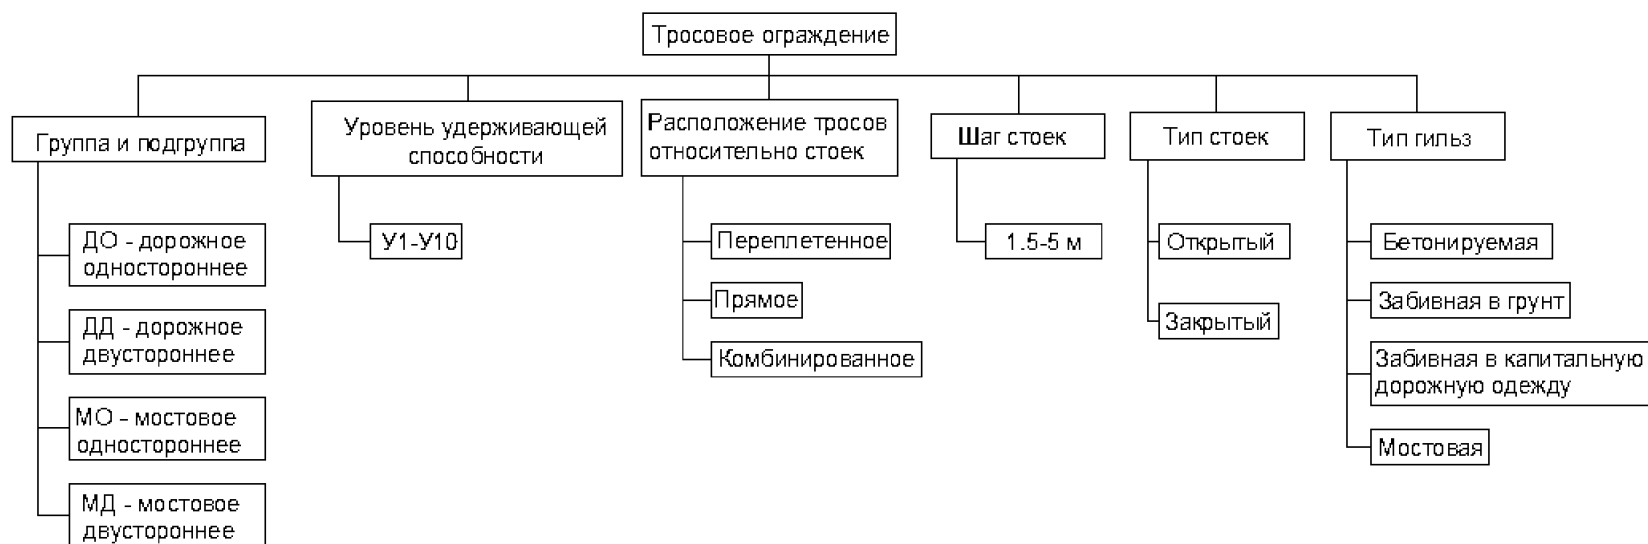 Тросовое ограждение
Группа и подгруппа
ДО - дорожное
одностороннее
ДД - дорожное
двустороннее
МО - мостовое
одностороннее
МД - мостовое
двустороннее
Уровень удерживающей
способности
У1-У10
Расположение тросов
относительно стоек
Переплетенное
Прямое
Комбинированное
Шаг стоек
1.5-5 м
Тип стоек
Открытый
Закрытый
Тип гильз
Бетонируемая
Забивная в грунт
Забивная в капитальную
дорожную одежду
Мостовая